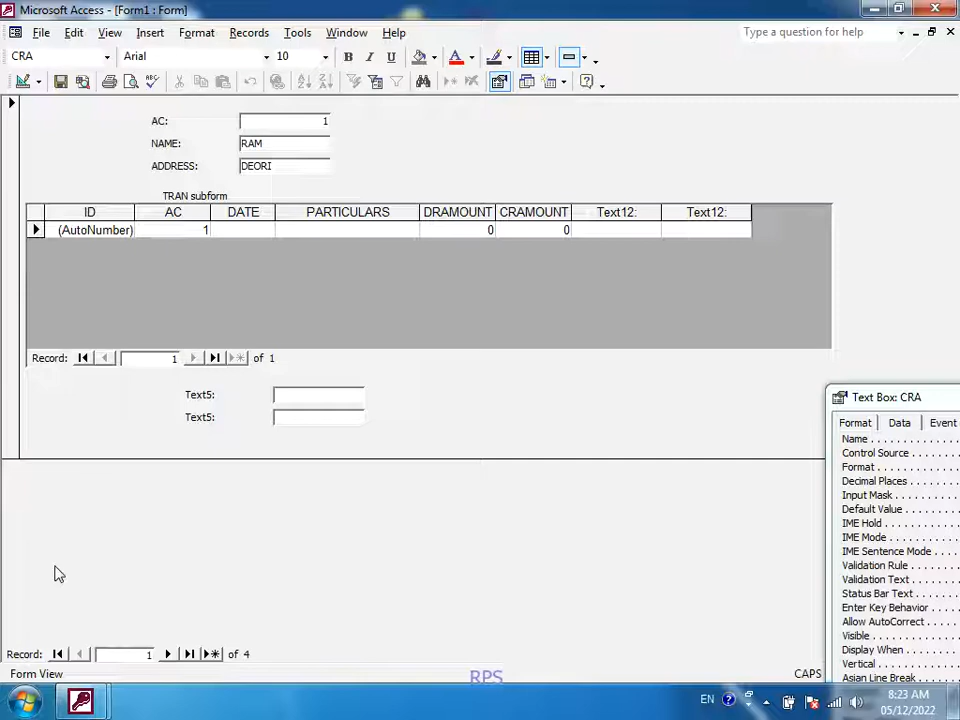 Microsoft Access - [Form1 : Form]
File Edit View Insert Format Records Tools Window Help Type a question for help
CRA Arial 10 B I U A
AC: 1
NAME: RAM
ADDRESS: DEORI
TRAN subform
ID AC DATE PARTICULARS DRAMOUNT CRAMOUNT Text12: Text12:
(AutoNumber) 1 0 0
Record: 1 of 1
Text5:
Text5:
Text Box: CRA
Format Data Event
Name
Control Source
Format
Decimal Places
Input Mask
Default Value
IME Hold
IME Mode
IME Sentence Mode
Validation Rule
Validation Text
Status Bar Text
Enter Key Behavior
Allow AutoCorrect
Visible
Display When
Vertical
Asian Line Break
Record: 1 of 4
Form View RPS CAPS
EN 8:23 AM
05/12/2022